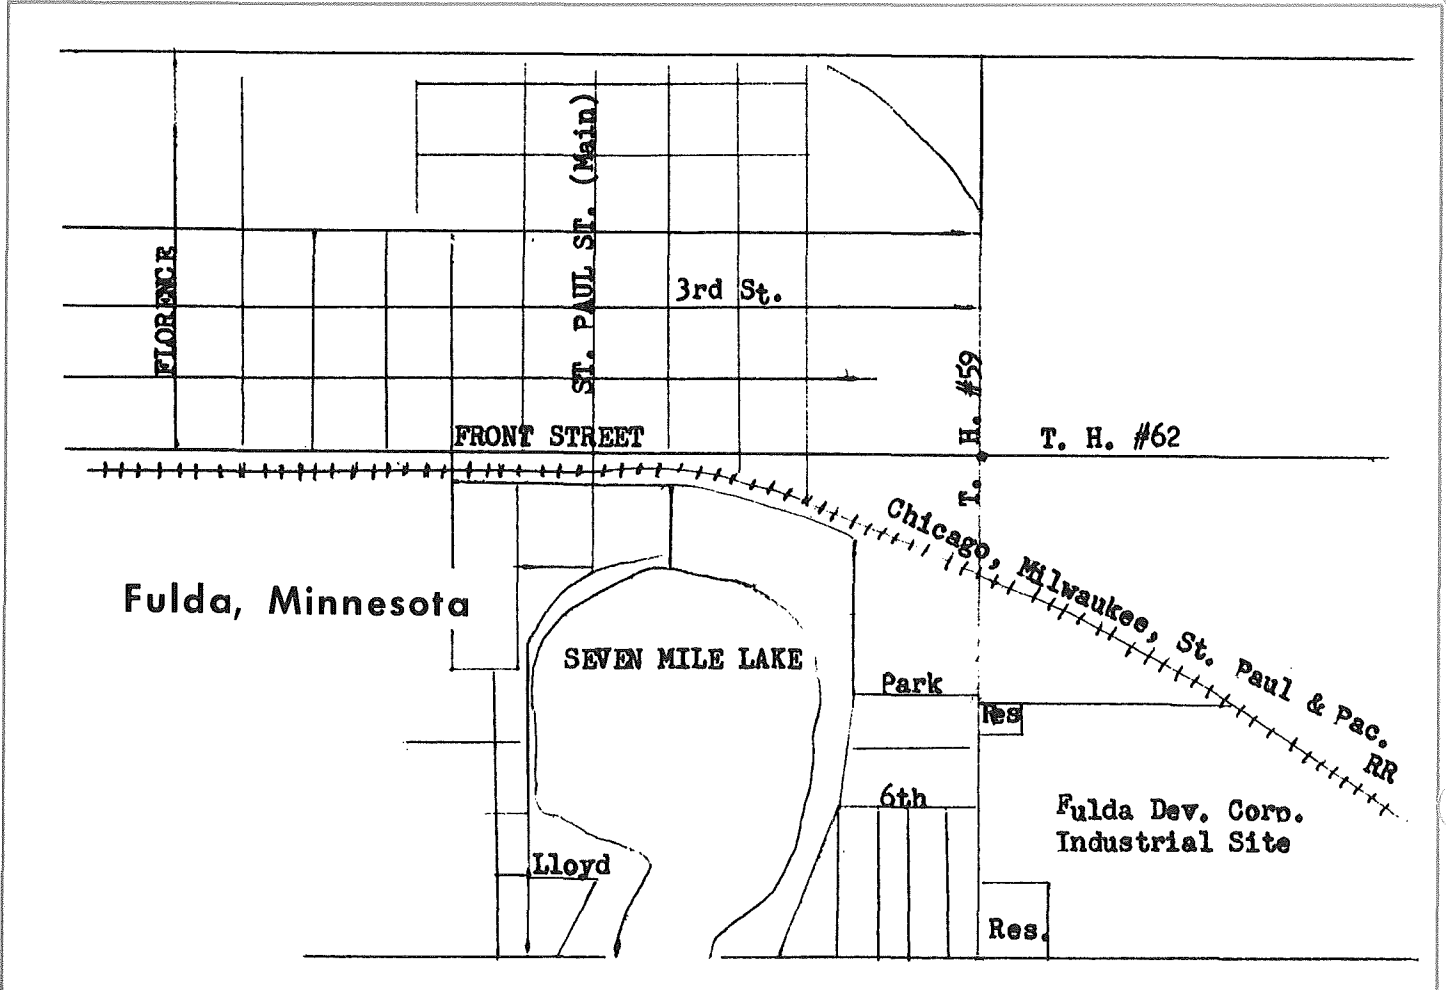 ST. PAUL ST. (Main)
FLORENCE
3rd St.
T. H. #59
FRONT STREET
T. H. #62
Chicago, Milwaukee, St. Paul & Pac.
RR
Fulda, Minnesota
SEVEN MILE LAKE
Park
Res
6th
Fulda Dev. Corp.
Industrial Site
Lloyd
Res.